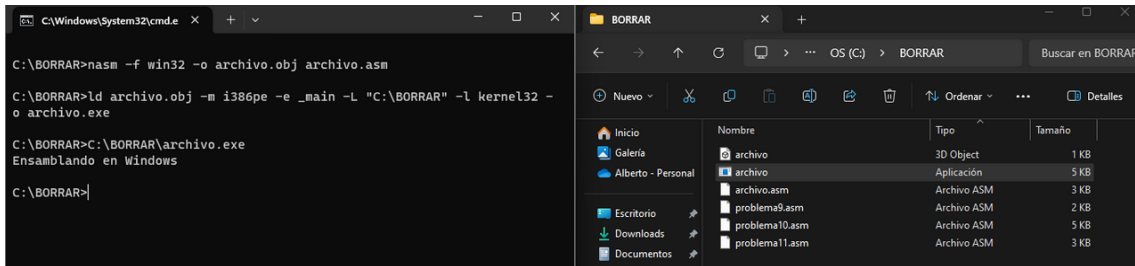 C:\Windows\System32\cmd.e
C:\BORRAR>nasm -f win32 -o archivo.obj archivo.asm
C:\BORRAR>ld archivo.obj -m i386pe -e _main -L "C:\BORRAR" -l kernel32 -
o archivo.exe
C:\BORRAR>C:\BORRAR\archivo.exe
Ensamblando en Windows
C:\BORRAR>
BORRAR
OS (C:) > BORRAR
Buscar en BORRAR
Nuevo
Ordenar
Detalles
Inicio
Galería
Alberto - Personal
Escritorio
Downloads
Documentos
Nombre Tipo Tamaño
archivo 3D Object 1 KB
archivo Aplicación 5 KB
archivo.asm Archivo ASM 3 KB
problema9.asm Archivo ASM 2 KB
problema10.asm Archivo ASM 5 KB
problema11.asm Archivo ASM 3 KB